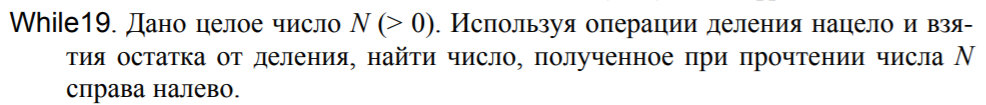 While19. Дано целое число N (> 0). Используя операции деления нацело и взя-
тия остатка от деления, найти число, полученное при прочтении числа N
справа налево.